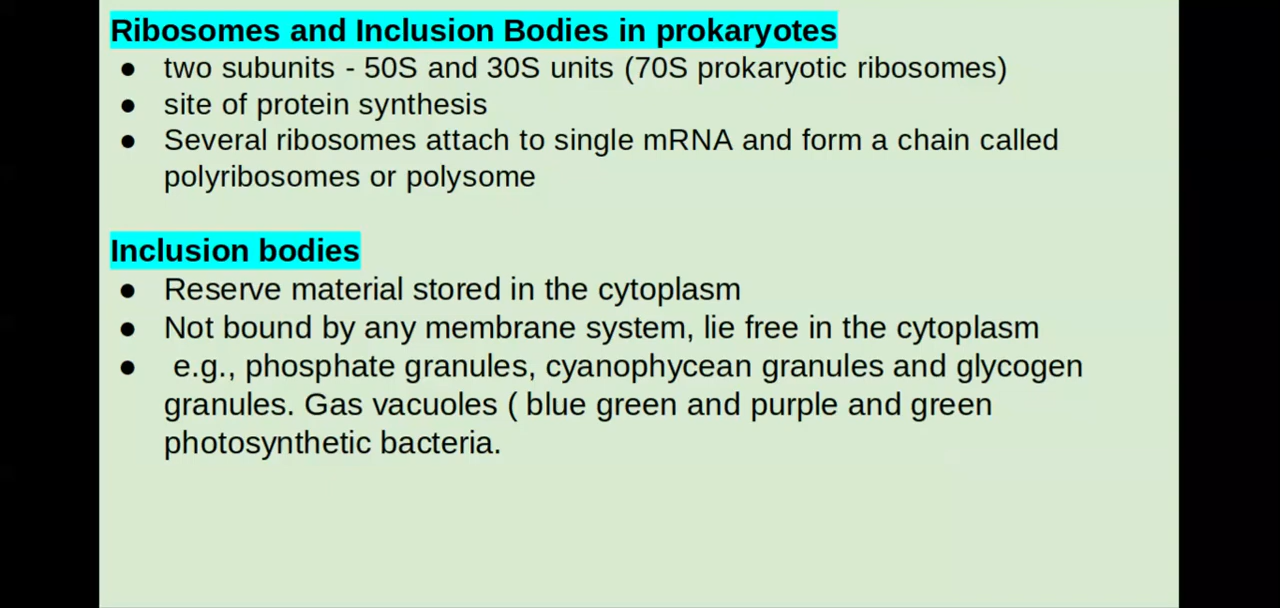 Ribosomes and Inclusion Bodies in prokaryotes
● two subunits - 50S and 30S units (70S prokaryotic ribosomes)
● site of protein synthesis
● Several ribosomes attach to single mRNA and form a chain called
polyribosomes or polysome
Inclusion bodies
● Reserve material stored in the cytoplasm
● Not bound by any membrane system, lie free in the cytoplasm
● e.g., phosphate granules, cyanophycean granules and glycogen
granules. Gas vacuoles ( blue green and purple and green
photosynthetic bacteria.